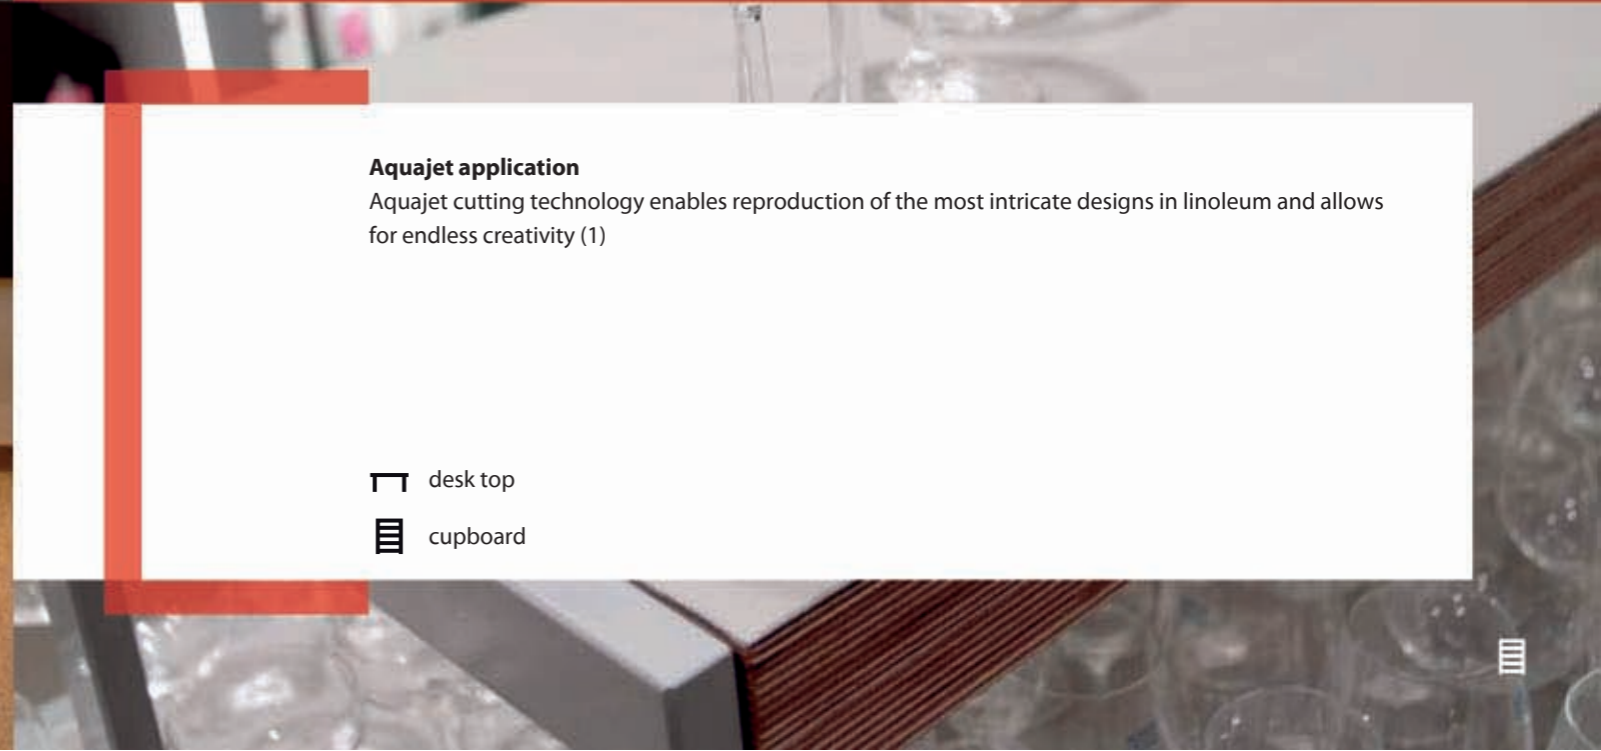 Aquajet application
Aquajet cutting technology enables reproduction of the most intricate designs in linoleum and allows
for endless creativity (1)
desk top
cupboard